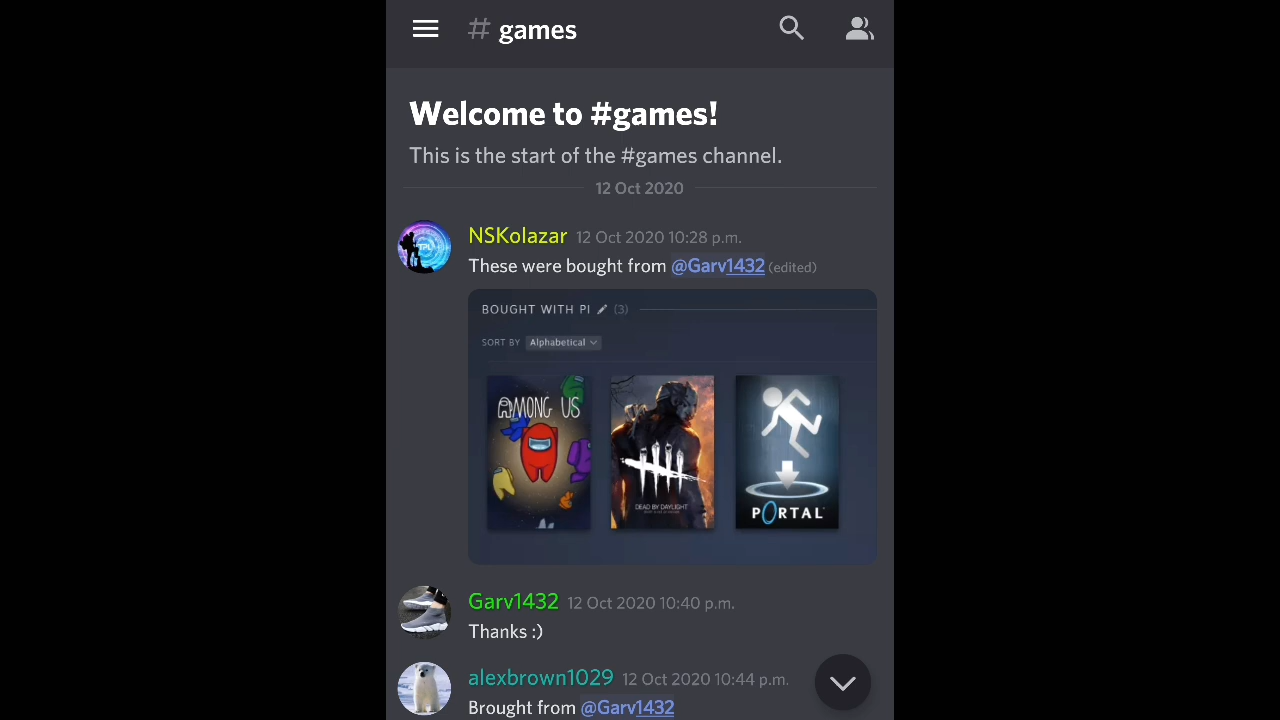 # games
Welcome to #games!
This is the start of the #games channel.
12 Oct 2020
NSKolazar 12 Oct 2020 10:28 p.m.
These were bought from @Garv1432 (edited)
BOUGHT WITH PI (3)
SORT BY Alphabetical
AMONG US
DEAD BY DAYLIGHT
PORTAL
TPL
Garv1432 12 Oct 2020 10:40 p.m.
Thanks :)
alexbrown1029 12 Oct 2020 10:44 p.m.
Brought from @Garv1432